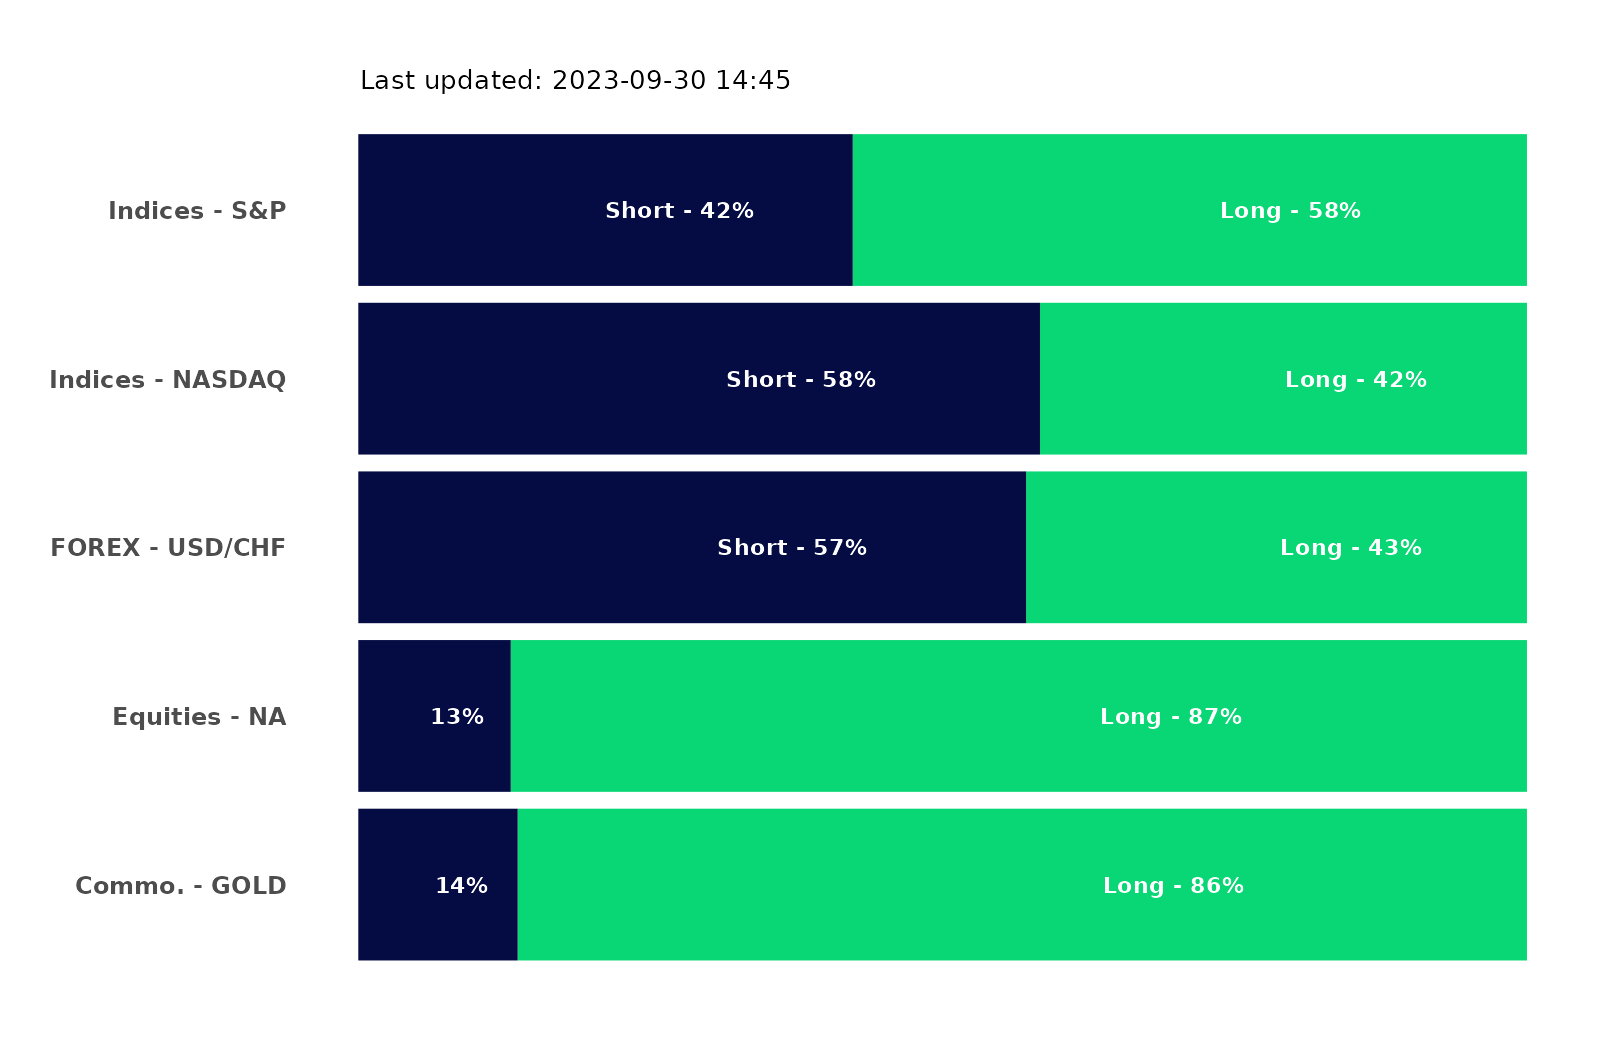 Last updated: 2023-09-30 14:45
Indices - S&P Short - 42% Long - 58%
Indices - NASDAQ Short - 58% Long - 42%
FOREX - USD/CHF Short - 57% Long - 43%
Equities - NA 13% Long - 87%
Commo. - GOLD 14% Long - 86%